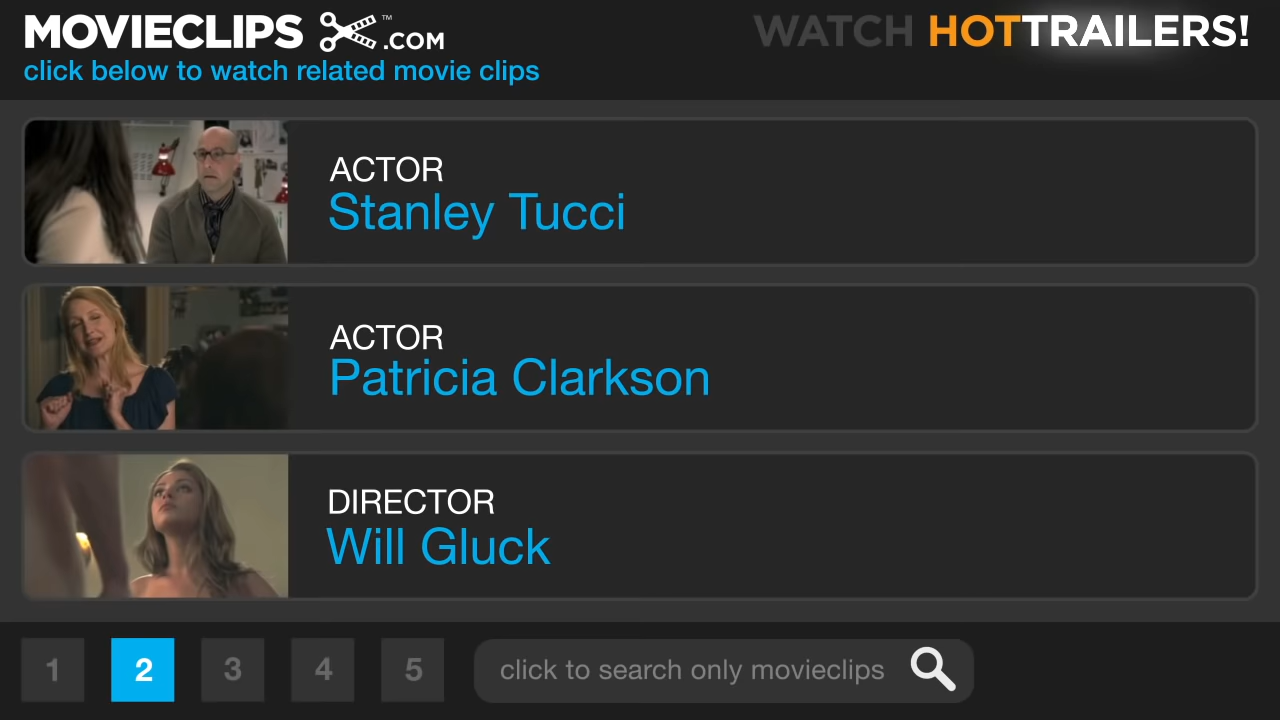 MOVIECLIPS ™ .COM
WATCH HOTTRAILERS!
click below to watch related movie clips
ACTOR
Stanley Tucci
ACTOR
Patricia Clarkson
DIRECTOR
Will Gluck
1 2 3 4 5 click to search only movieclips